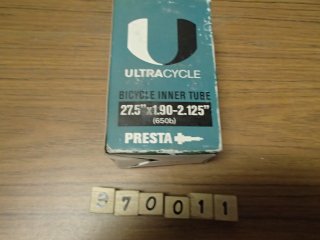 ULTRACYCLE
BICYCLE INNER TUBE
27.5"x1.90-2.125"
(650b)
PRESTA
970011